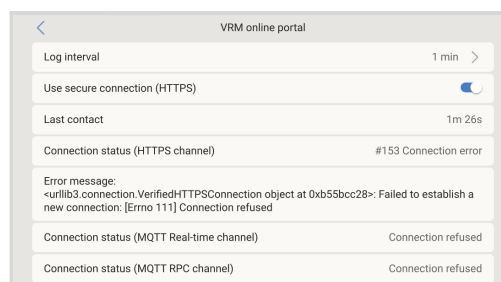 VRM online portal
Log interval 1 min
Use secure connection (HTTPS)
Last contact 1m 26s
Connection status (HTTPS channel) #153 Connection error
Error message:
<urllib3.connection.VerifiedHTTPSConnection object at 0xb55bcc28>: Failed to establish a
new connection: [Errno 111] Connection refused
Connection status (MQTT Real-time channel) Connection refused
Connection status (MQTT RPC channel) Connection refused